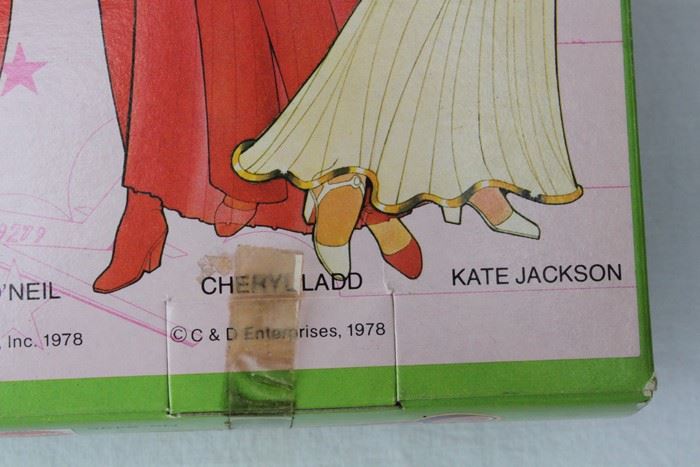 O'NEIL
CHERYL LADD
KATE JACKSON
, Inc. 1978
© C & D Enterprises, 1978